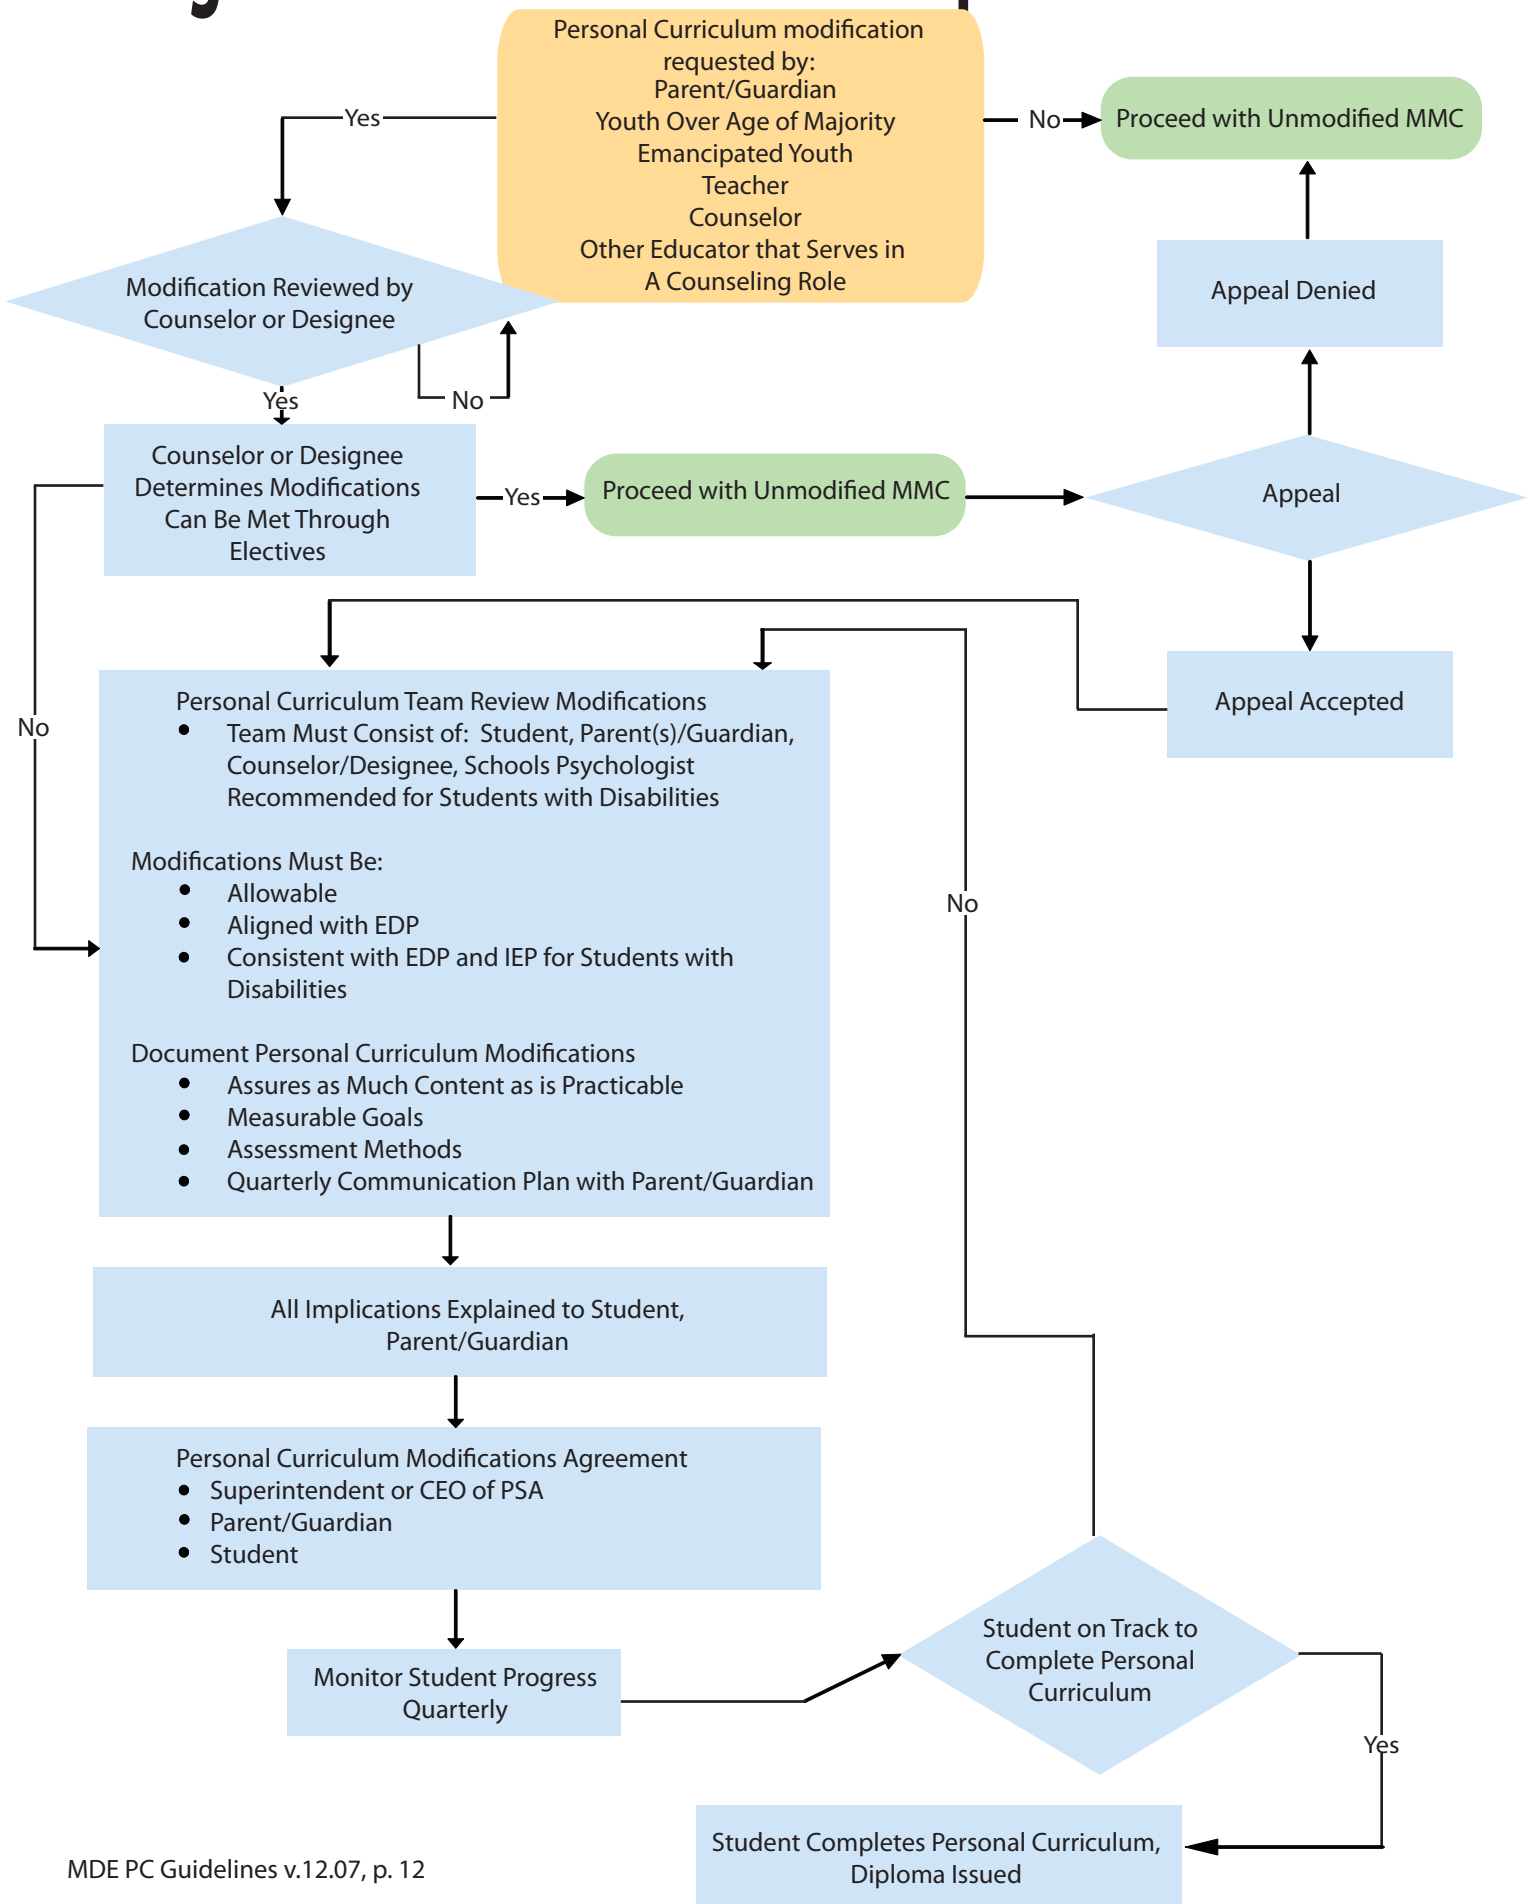 Personal Curriculum modification
requested by:
Parent/Guardian
Youth Over Age of Majority
Emancipated Youth
Teacher
Counselor
Other Educator that Serves in
A Counseling Role
Yes
No
Proceed with Unmodified MMC
Modification Reviewed by
Counselor or Designee
No
Yes
Appeal Denied
Counselor or Designee
Determines Modifications
Can Be Met Through
Electives
Yes
Proceed with Unmodified MMC
Appeal
Appeal Accepted
No
Personal Curriculum Team Review Modifications
• Team Must Consist of: Student, Parent(s)/Guardian,
Counselor/Designee, Schools Psychologist
Recommended for Students with Disabilities
Modifications Must Be:
• Allowable
• Aligned with EDP
• Consistent with EDP and IEP for Students with
Disabilities
Document Personal Curriculum Modifications
• Assures as Much Content as is Practicable
• Measurable Goals
• Assessment Methods
• Quarterly Communication Plan with Parent/Guardian
No
All Implications Explained to Student,
Parent/Guardian
Personal Curriculum Modifications Agreement
• Superintendent or CEO of PSA
• Parent/Guardian
• Student
Monitor Student Progress
Quarterly
Student on Track to
Complete Personal
Curriculum
Yes
Student Completes Personal Curriculum,
Diploma Issued
MDE PC Guidelines v.12.07, p. 12